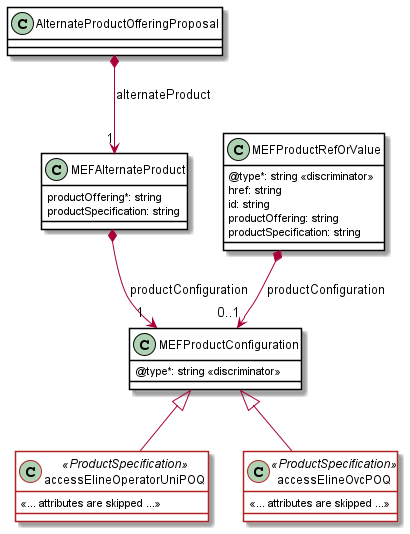 C AlternateProductOfferingProposal
alternateProduct
1
C MEFAlternateProduct
productOffering*: string
productSpecification: string
C MEFProductRefOrValue
@type*: string «discriminator»
href: string
id: string
productOffering: string
productSpecification: string
productConfiguration
1
productConfiguration
0..1
C MEFProductConfiguration
@type*: string «discriminator»
C «ProductSpecification»
accessElineOperatorUniPOQ
«... attributes are skipped ...»
C «ProductSpecification»
accessElineOvcPOQ
«... attributes are skipped ...»